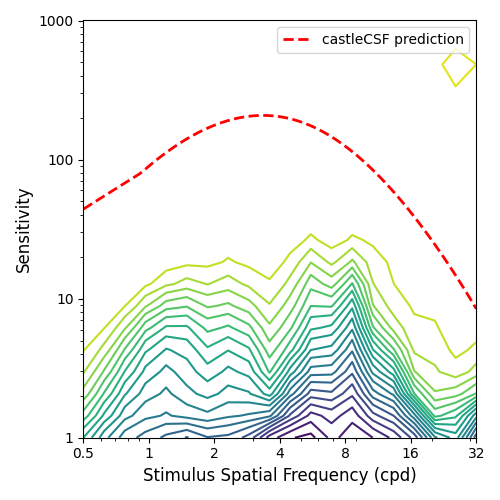 1000
castleCSF prediction
100
Sensitivity
10
1
0.5 1 2 4 8 16 32
Stimulus Spatial Frequency (cpd)